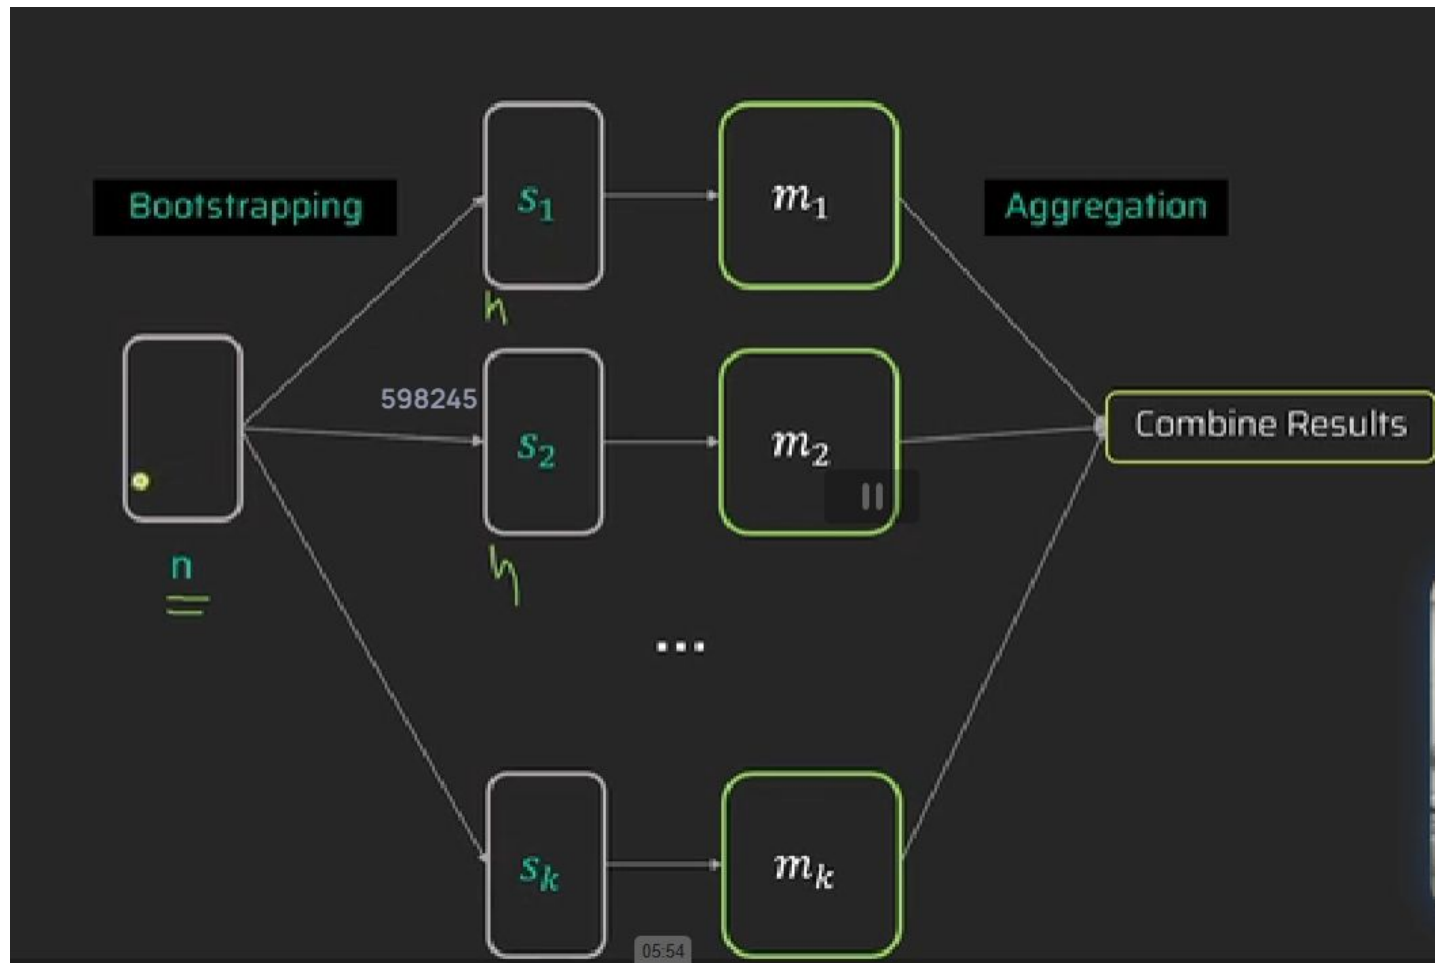 Bootstrapping
Aggregation
s₁
m₁
n
598245
s₂
m₂
Combine Results
n
n
...
sₖ
mₖ
05:54